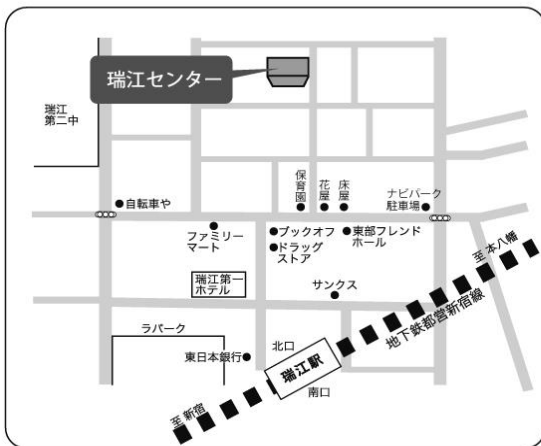 瑞江センター
瑞江
第二中
保育園
花屋
床屋
ナビパーク
駐車場
自転車や
ファミリー
マート
ブックオフ
ドラッグ
ストア
東部フレンド
ホール
至本八幡
瑞江第一
ホテル
サンクス
地下鉄都営新宿線
ラパーク
北口
東日本銀行
瑞江駅
南口
至新宿